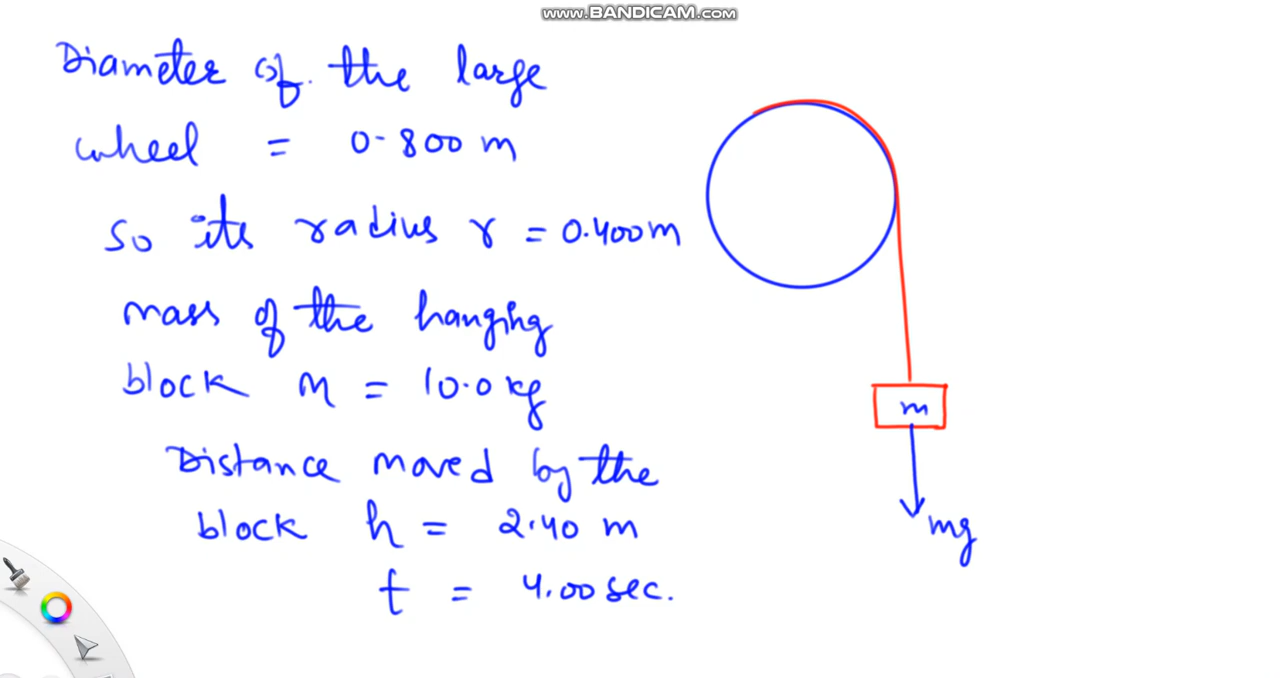 www.BANDICAM.com
Diameter of the large
wheel = 0.800 m
So its radius r = 0.400m
mass of the hanging
block m = 10.0 kg
Distance moved by the
block h = 2.40 m
t = 4.00 sec.
m
mg